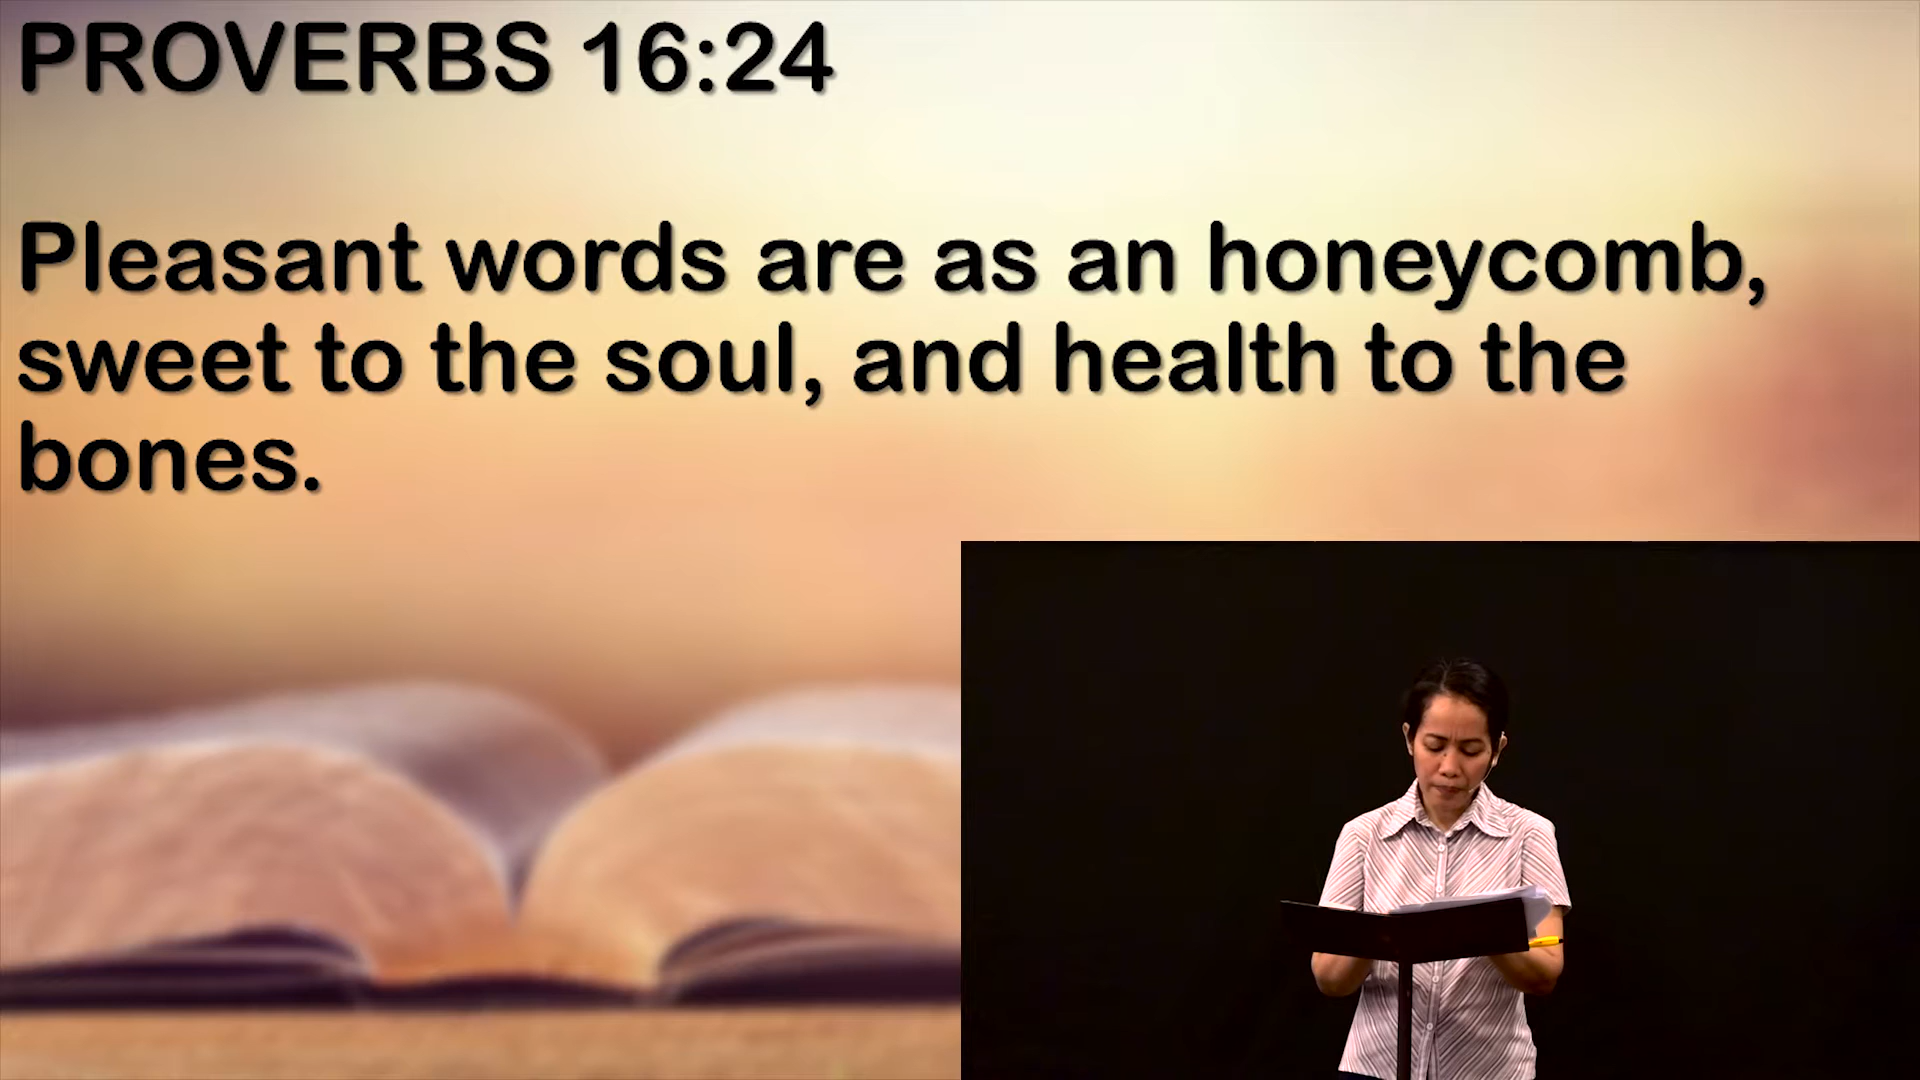 PROVERBS 16:24
Pleasant words are as an honeycomb,
sweet to the soul, and health to the
bones.